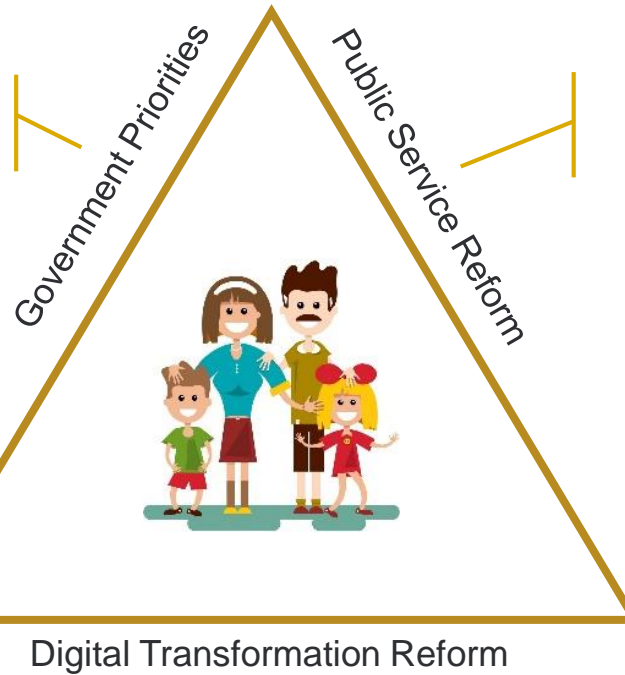 Government Priorities
Public Service Reform
Digital Transformation Reform